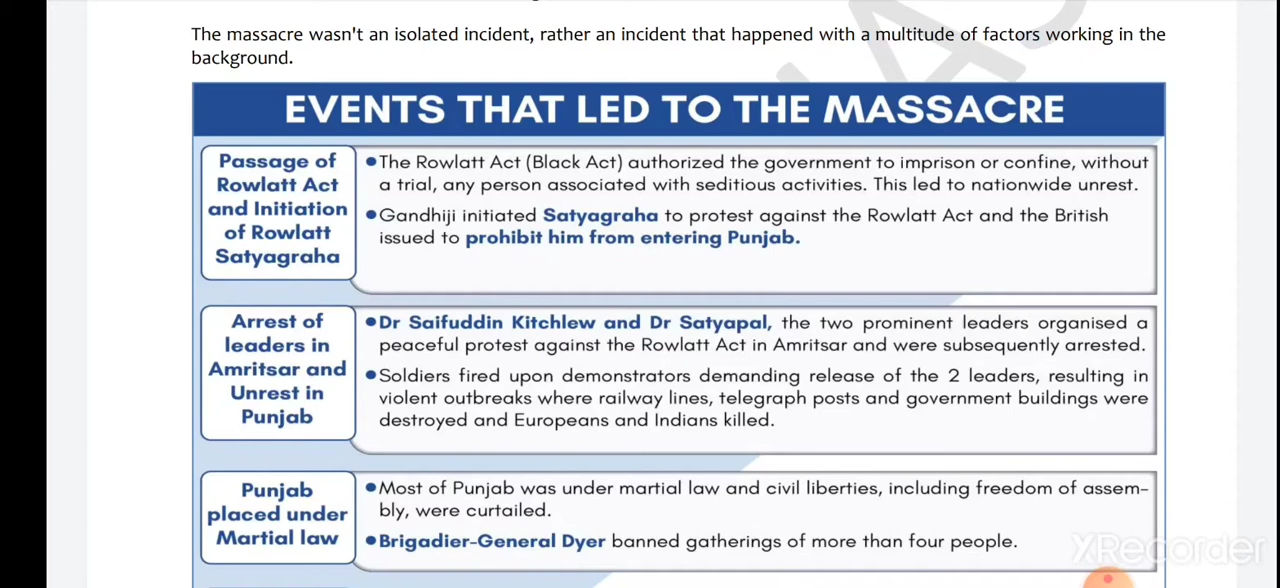 The massacre wasn't an isolated incident, rather an incident that happened with a multitude of factors working in the
background.
EVENTS THAT LED TO THE MASSACRE
Passage of
Rowlatt Act
and Initiation
of Rowlatt
Satyagraha
●The Rowlatt Act (Black Act) authorized the government to imprison or confine, without
a trial, any person associated with seditious activities. This led to nationwide unrest.
●Gandhiji initiated Satyagraha to protest against the Rowlatt Act and the British
issued to prohibit him from entering Punjab.
Arrest of
leaders in
Amritsar and
Unrest in
Punjab
●Dr Saifuddin Kitchlew and Dr Satyapal, the two prominent leaders organised a
peaceful protest against the Rowlatt Act in Amritsar and were subsequently arrested.
●Soldiers fired upon demonstrators demanding release of the 2 leaders, resulting in
violent outbreaks where railway lines, telegraph posts and government buildings were
destroyed and Europeans and Indians killed.
Punjab
placed under
Martial law
●Most of Punjab was under martial law and civil liberties, including freedom of assem-
bly, were curtailed.
●Brigadier-General Dyer banned gatherings of more than four people.
XRecorder